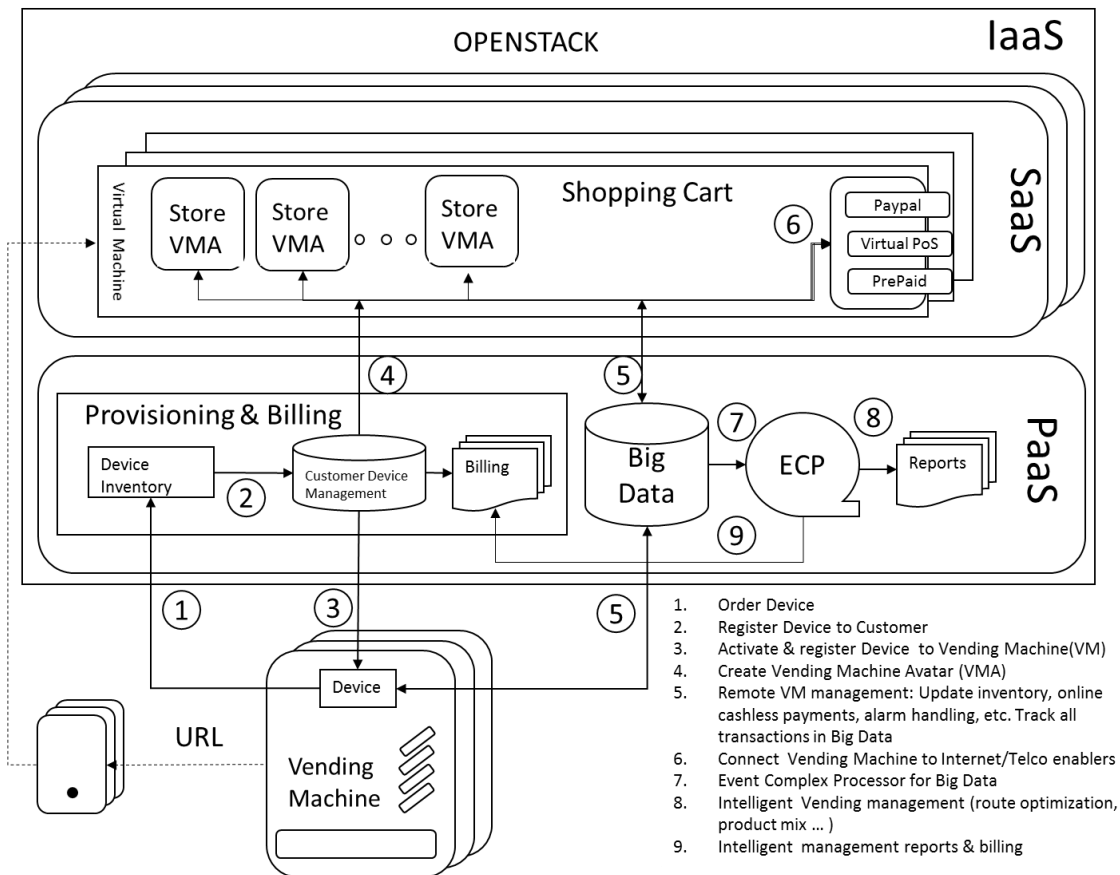 OPENSTACK
IaaS
SaaS
Virtual Machine
Store
VMA
Store
VMA
Store
VMA
Shopping Cart
6
Paypal
Virtual PoS
PrePaid
4
5
PaaS
Provisioning & Billing
Device
Inventory
2
Customer Device
Management
Billing
Big
Data
7
ECP
8
Reports
9
1
3
5
Device
URL
Vending
Machine
1. Order Device
2. Register Device to Customer
3. Activate & register Device to Vending Machine(VM)
4. Create Vending Machine Avatar (VMA)
5. Remote VM management: Update inventory, online
cashless payments, alarm handling, etc. Track all
transactions in Big Data
6. Connect Vending Machine to Internet/Telco enablers
7. Event Complex Processor for Big Data
8. Intelligent Vending management (route optimization,
product mix ... )
9. Intelligent management reports & billing